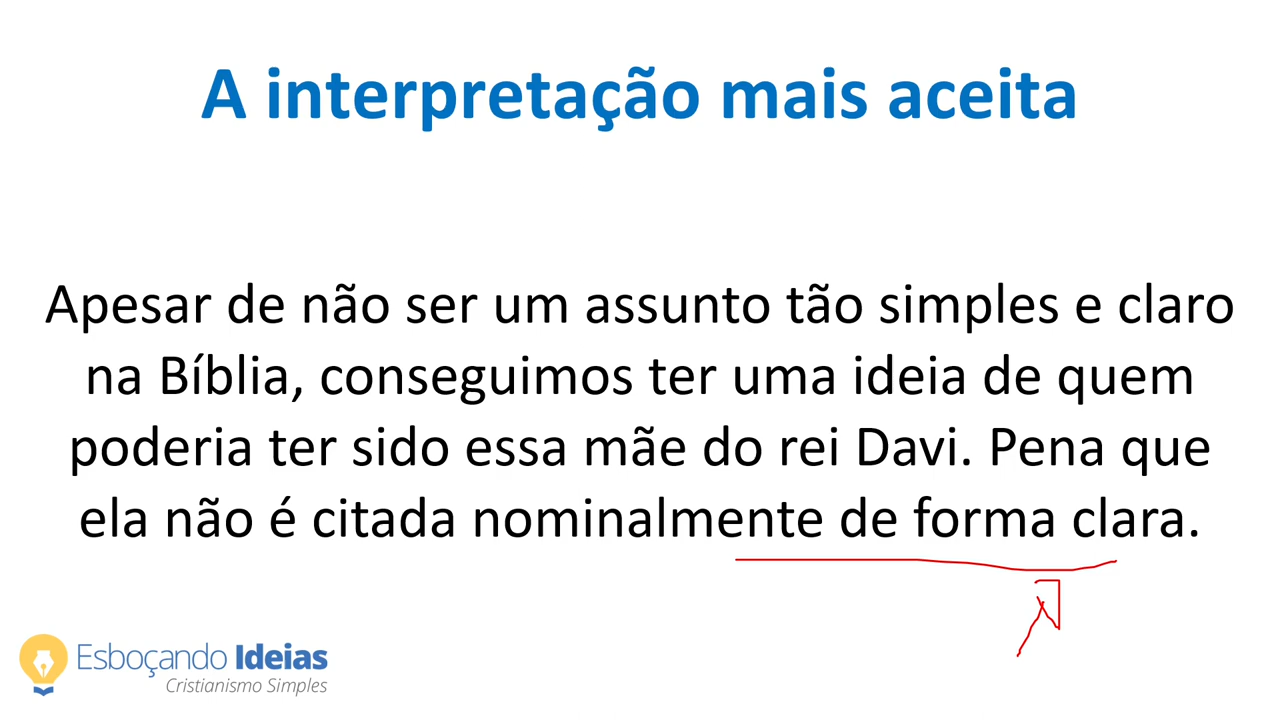 A interpretação mais aceita
Apesar de não ser um assunto tão simples e claro
na Bíblia, conseguimos ter uma ideia de quem
poderia ter sido essa mãe do rei Davi. Pena que
ela não é citada nominalmente de forma clara.
Esboçando Ideias
Cristianismo Simples